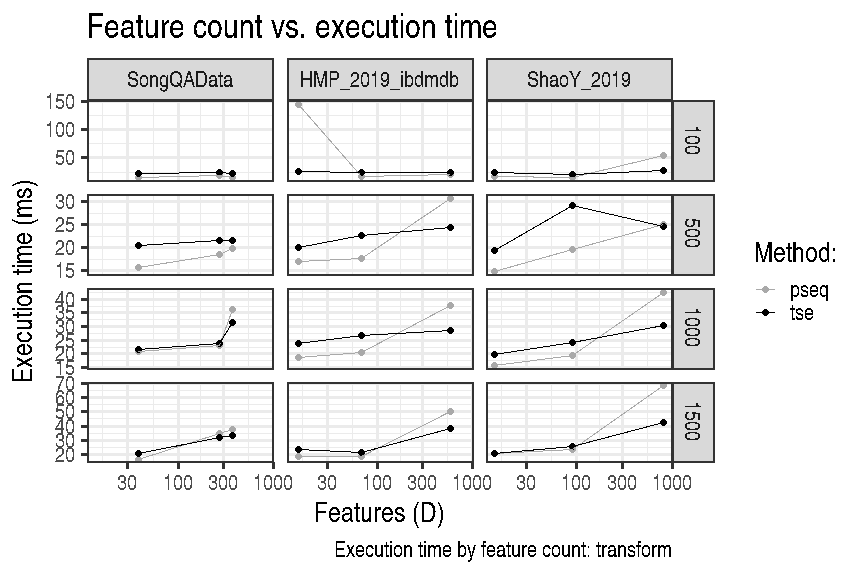 Feature count vs. execution time
SongQAData HMP_2019_ibdmdb ShaoY_2019
150
100
50
100
30
25
20
15
500
40
35
30
25
20
15
1000
70
60
50
40
30
20
1500
30 100 300 1000 30 100 300 1000 30 100 300 1000
Execution time (ms)
Features (D)
Method:
pseq
tse
Execution time by feature count: transform